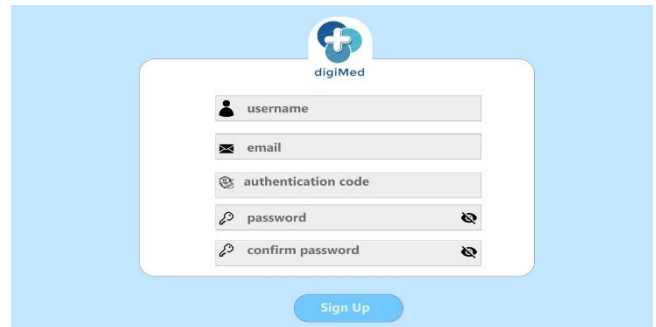 digiMed
username
email
authentication code
password
confirm password
Sign Up